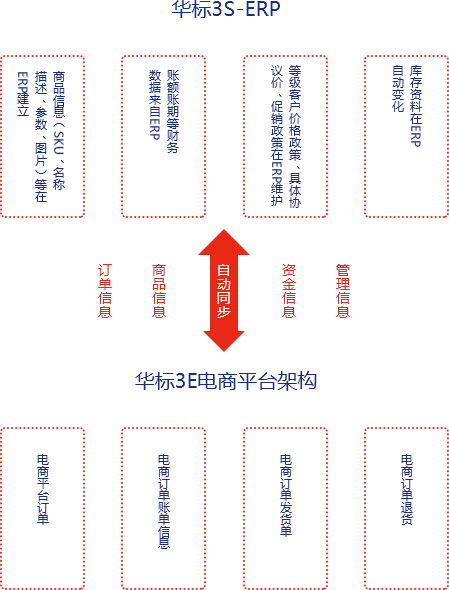 华标3S-ERP
商品信息（SKU、名称
描述、参数、图片）等在
ERP建立
账额账期等财务
数据来自ERP
等级客户价格政策、具体协
议价、促销政策在ERP维护
库存资料在ERP
自动变化
订单信息
商品信息
自动同步
资金信息
管理信息
华标3E电商平台架构
电商平台订单
电商订单账单信息
电商订单发货单
电商订单退货